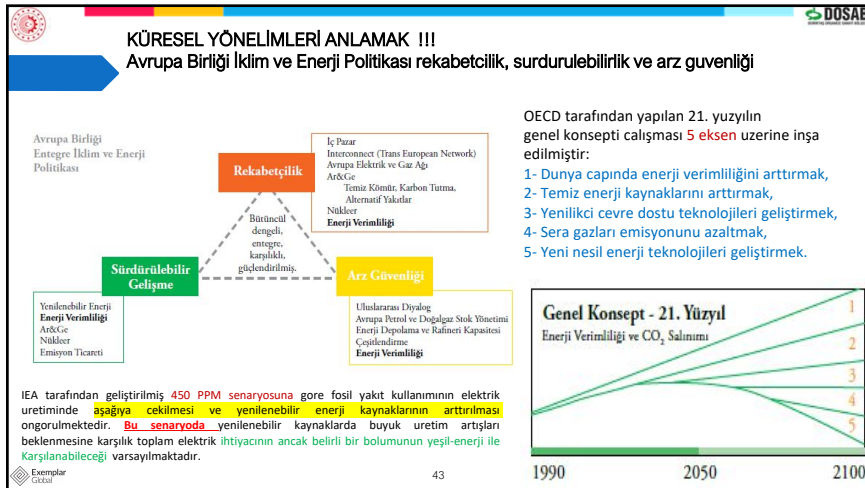 DOSAB
KÜRESEL YÖNELİMLERİ ANLAMAK !!!
Avrupa Birliği İklim ve Enerji Politikası rekabetcilik, surdurulebilirlik ve arz guvenliği
Avrupa Birliği
Entegre İklim ve Enerji
Politikası
Rekabetçilik
İç Pazar
Interconnect (Trans European Network)
Avrupa Elektrik ve Gaz Ağı
Ar&Ge
Temiz Kömür, Karbon Tutma,
Alternatif Yakıtlar
Nükleer
Enerji Verimliliği
Bütüncül
dengeli,
entegre,
karşılıklı,
güçlendirilmiş.
Sürdürülebilir
Gelişme
Yenilenebilir Enerji
Enerji Verimliliği
Ar&Ge
Nükleer
Emisyon Ticareti
Arz Güvenliği
Uluslararası Diyalog
Avrupa Petrol ve Doğalgaz Stok Yönetimi
Enerji Depolama ve Rafineri Kapasitesi
Çeşitlendirme
Enerji Verimliliği
OECD tarafından yapılan 21. yuzyılın
genel konsepti calışması 5 eksen uzerine inşa
edilmiştir:
1- Dunya capında enerji verimliliğini arttırmak,
2- Temiz enerji kaynaklarını arttırmak,
3- Yenilikci cevre dostu teknolojileri geliştirmek,
4- Sera gazları emisyonunu azaltmak,
5- Yeni nesil enerji teknolojileri geliştirmek.
Genel Konsept - 21. Yüzyıl
Enerji Verimliliği ve CO₂ Salınımı
1
2
3
4
5
1990 2050 2100
IEA tarafından geliştirilmiş 450 PPM senaryosuna gore fosil yakıt kullanımının elektrik
uretiminde aşağıya cekilmesi ve yenilenebilir enerji kaynaklarının arttırılması
ongorulmektedir. Bu senaryoda yenilenebilir kaynaklarda buyuk uretim artışları
beklenmesine karşılık toplam elektrik ihtiyacının ancak belirli bir bolumunun yeşil-enerji ile
Karşılanabileceği varsayılmaktadır.
Exemplar
Global
43